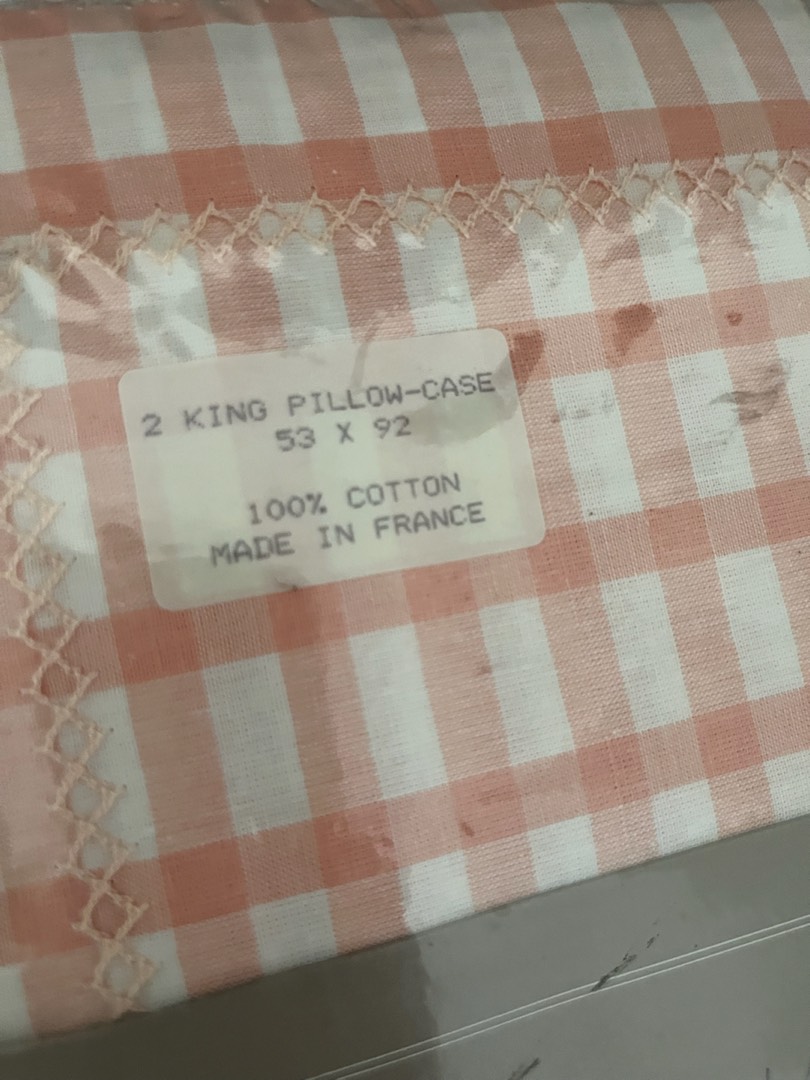 2 KING PILLOW-CASE
53 X 92
100% COTTON
MADE IN FRANCE